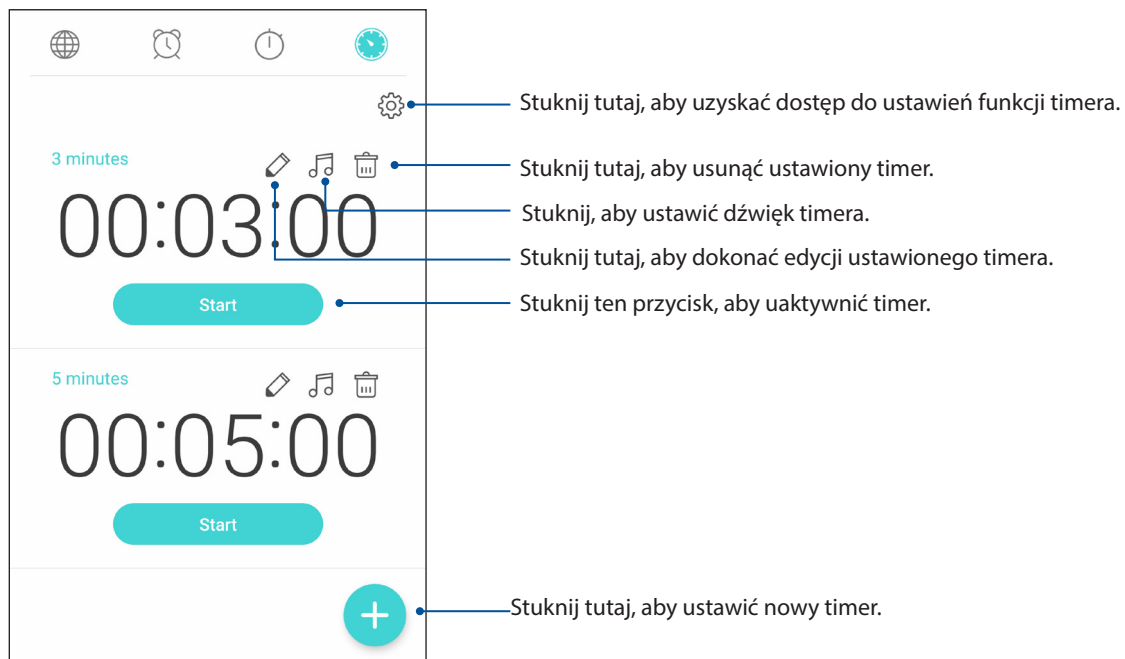 Stuknij tutaj, aby uzyskać dostęp do ustawień funkcji timera.
3 minutes
Stuknij tutaj, aby usunąć ustawiony timer.
00:03:00
Stuknij, aby ustawić dźwięk timera.
Stuknij tutaj, aby dokonać edycji ustawionego timera.
Start
Stuknij ten przycisk, aby uaktywnić timer.
5 minutes
00:05:00
Start
Stuknij tutaj, aby ustawić nowy timer.